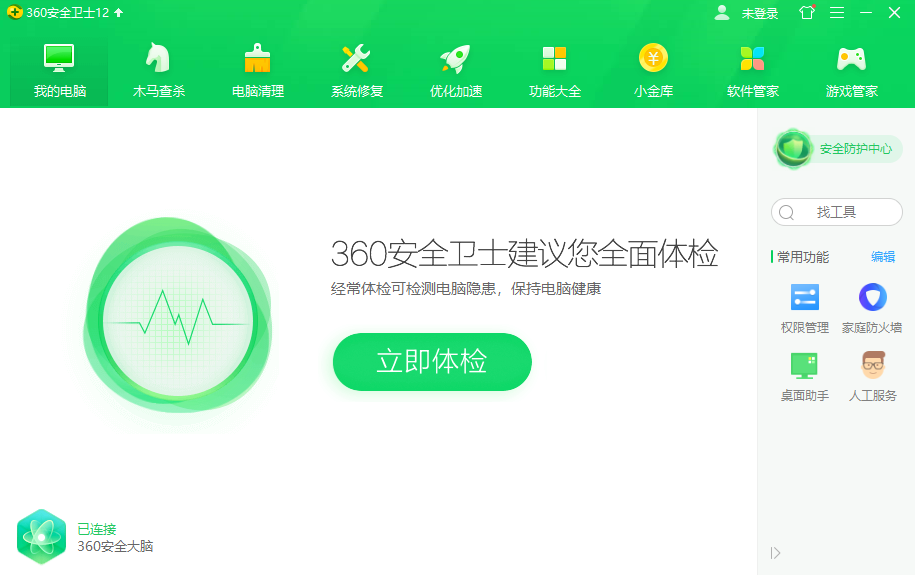 360安全卫士12
未登录
我的电脑
木马查杀
电脑清理
系统修复
优化加速
功能大全
小金库
软件管家
游戏管家
360安全卫士建议您全面体检
经常体检可检测电脑隐患，保持电脑健康
立即体检
已连接
360安全大脑
安全防护中心
找工具
常用功能
编辑
权限管理
家庭防火墙
桌面助手
人工服务